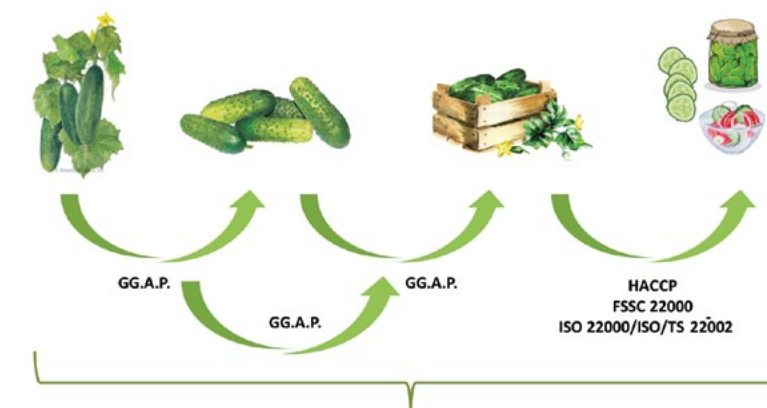 GG.A.P.
GG.A.P.
GG.A.P.
HACCP
FSSC 22000
ISO 22000/ISO/TS 22002